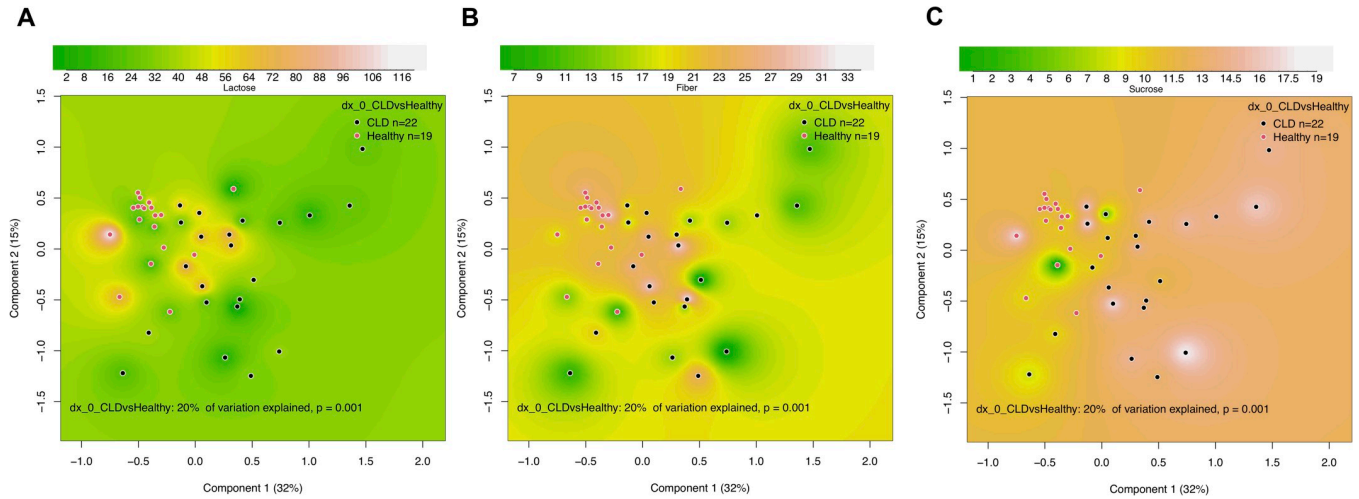 A
2 8 16 24 32 40 48 56 64 72 80 88 96 106 116
Lactose
dx_0_CLDvsHealthy
CLD n=22
Healthy n=19
1.5
1.0
0.5
0.0
−0.5
−1.0
−1.5
Component 2 (15%)
dx_0_CLDvsHealthy: 20% of variation explained, p = 0.001
−1.0 −0.5 0.0 0.5 1.0 1.5 2.0
Component 1 (32%)
B
7 9 11 13 15 17 19 21 23 25 27 29 31 33
Fiber
dx_0_CLDvsHealthy
CLD n=22
Healthy n=19
1.5
1.0
0.5
0.0
−0.5
−1.0
−1.5
Component 2 (15%)
dx_0_CLDvsHealthy: 20% of variation explained, p = 0.001
−1.0 −0.5 0.0 0.5 1.0 1.5 2.0
Component 1 (32%)
C
1 2 3 4 5 6 7 8 9 10 11.5 13 14.5 16 17.5 19
Sucrose
dx_0_CLDvsHealthy
CLD n=22
Healthy n=19
1.5
1.0
0.5
0.0
−0.5
−1.0
−1.5
Component 2 (15%)
dx_0_CLDvsHealthy: 20% of variation explained, p = 0.001
−1.0 −0.5 0.0 0.5 1.0 1.5 2.0
Component 1 (32%)